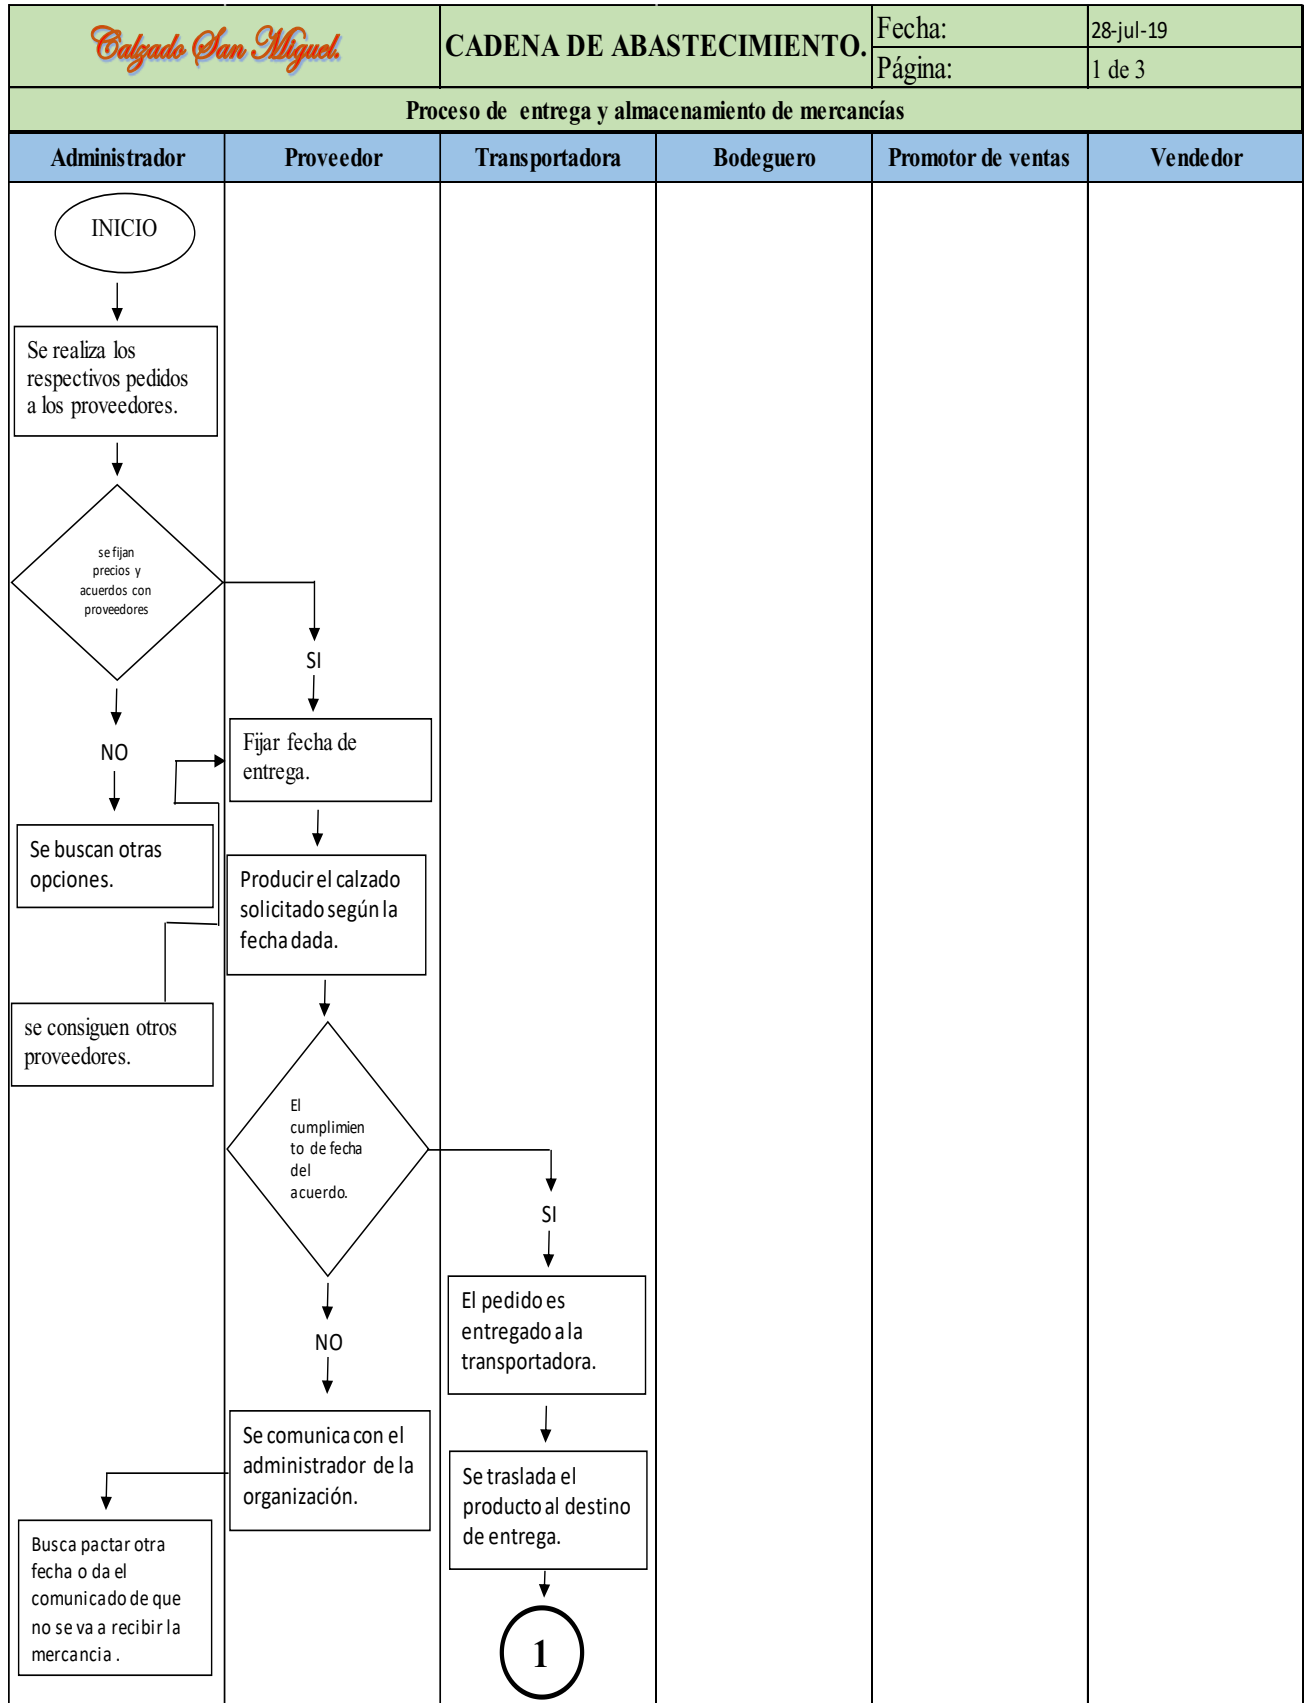 Calzado San Miguel.
CADENA DE ABASTECIMIENTO.
Fecha:
28-jul-19
Página:
1 de 3
Proceso de entrega y almacenamiento de mercancías
Administrador
Proveedor
Transportadora
Bodeguero
Promotor de ventas
Vendedor
INICIO
Se realiza los
respectivos pedidos
a los proveedores.
se fijan
precios y
acuerdos con
proveedores
SI
NO
Fijar fecha de
entrega.
Se buscan otras
opciones.
Producir el calzado
solicitado según la
fecha dada.
se consiguen otros
proveedores.
El
cumplimien
to de fecha
del
acuerdo.
SI
El pedido es
entregado a la
transportadora.
NO
Se comunica con el
administrador de la
organización.
Se traslada el
producto al destino
de entrega.
Busca pactar otra
fecha o da el
comunicado de que
no se va a recibir la
mercancia .
1